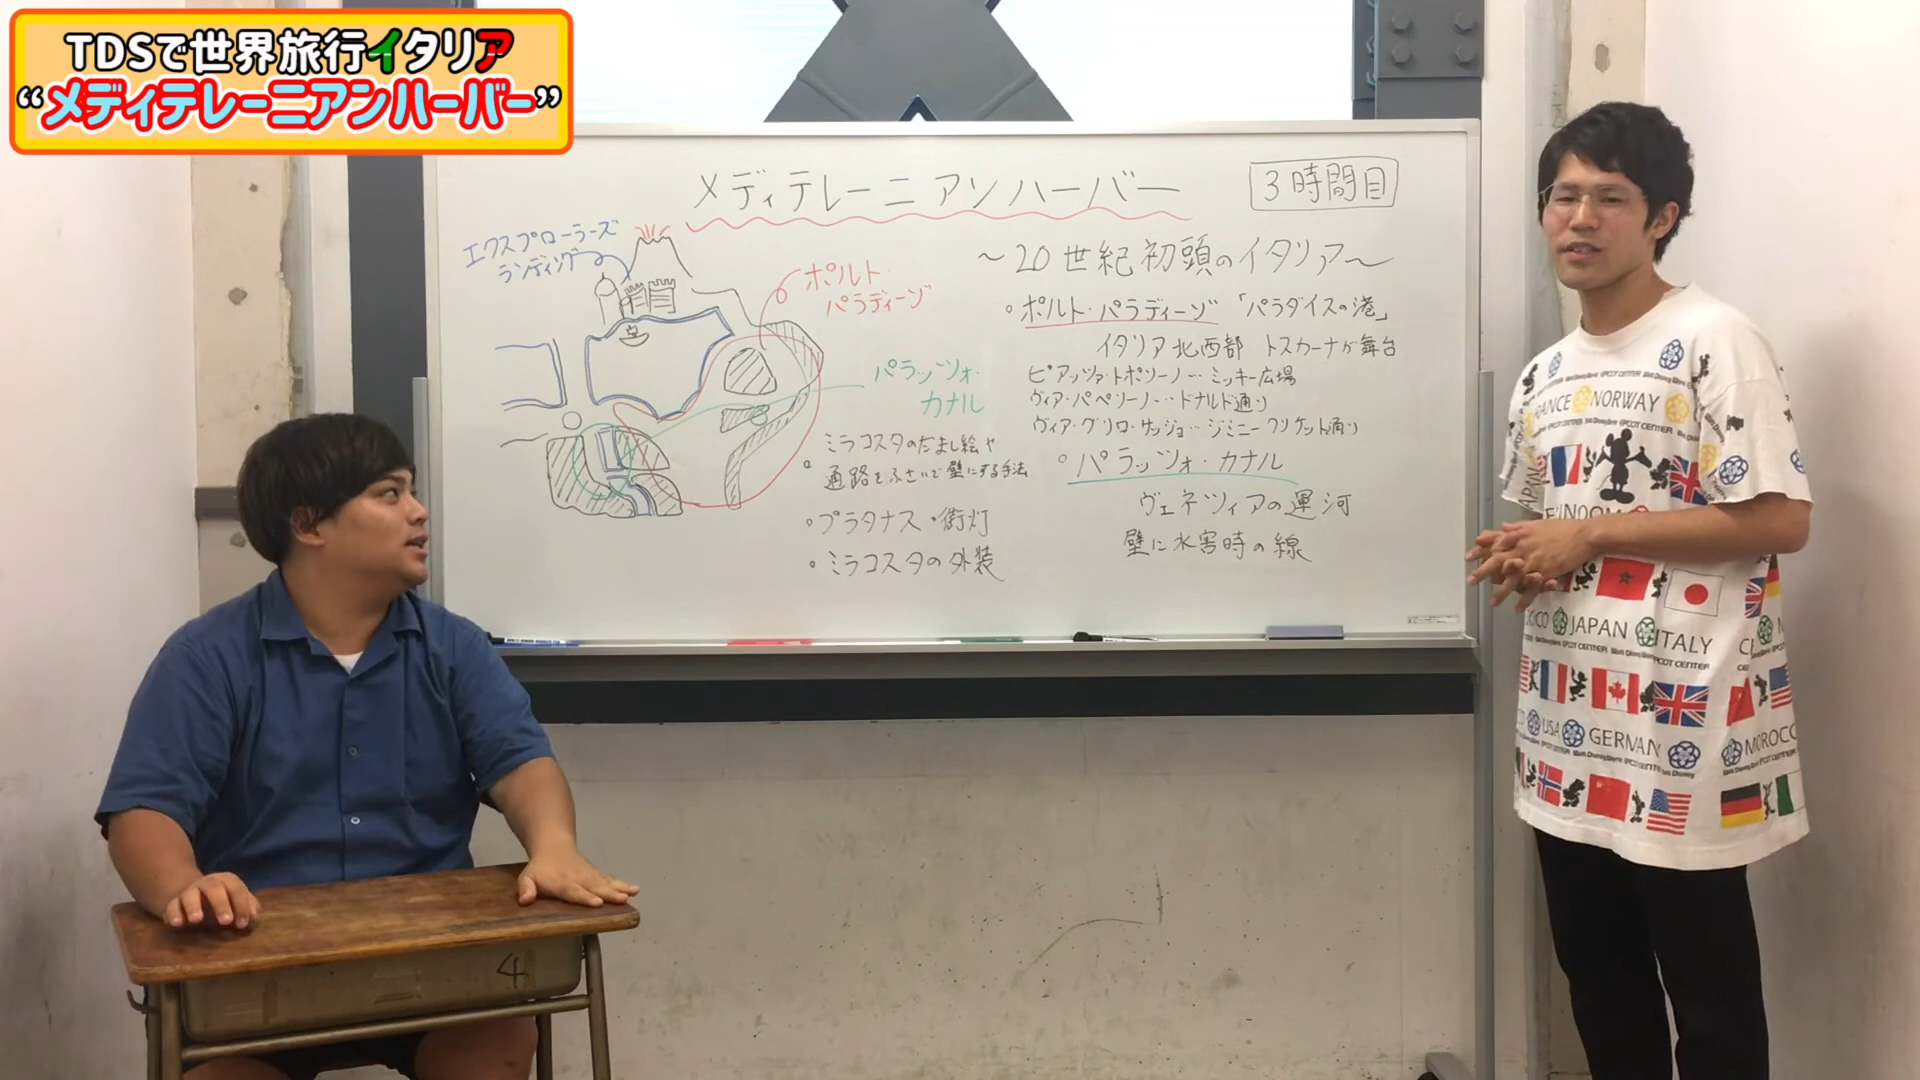 TDSで世界旅行イタリア
“メディテレーニアンハーバー”
メディテレーニアンハーバー
3時間目
エクスプローラーズ
ランディング
ポルト
パラディーゾ
パラッツォ・
カナル
ミラコスタのだまし絵や
通路をふさいで壁にする手法
・プラタナス・街灯
・ミラコスタの外装
～20世紀初頭のイタリア～
・ポルト・パラディーゾ「パラダイスの港」
イタリア北西部 トスカーナが舞台
ピアッツァ・トポリーノ…ミッキー広場
ヴィア・パペリーノ…ドナルド通り
ヴィア・グリロ・サッジョ…ジミニークリケット通り
・パラッツォ・カナル
ヴェネツィアの運河
壁に水害時の線
4
FRANCE NORWAY
EPCOT CENTER
JAPAN
JAPAN ITALY
EPCOT CENTER
USA GERMANY
MOROCC